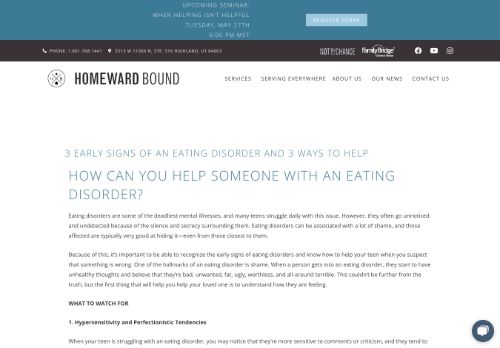 UPCOMING SEMINAR:
WHEN HELPING ISN'T HELPFUL
TUESDAY, MAY 27TH
6:00 PM MST
REGISTER TODAY
PHONE: 1.801.768.1441
5513 W 11000 N, STE. 316 HIGHLAND, UT 84003
NOT BY CHANCE
FamilyBridge
HOMEWARD BOUND
SERVICES
SERVING EVERYWHERE
ABOUT US
OUR NEWS
CONTACT US
3 EARLY SIGNS OF AN EATING DISORDER AND 3 WAYS TO HELP
HOW CAN YOU HELP SOMEONE WITH AN EATING
DISORDER?
Eating disorders are some of the deadliest mental illnesses, and many teens struggle daily with this issue. However, they often go unnoticed
and undetected because of the silence and secrecy surrounding them. Eating disorders can be associated with a lot of shame, and those
affected are typically very good at hiding it—even from those closest to them.
Because of this, it's important to be able to recognize the early signs of eating disorders and know how to help your teen when you suspect
that something is wrong. One of the hallmarks of an eating disorder is shame. When a person gets into an eating disorder, they start to have
unhealthy thoughts and believe that they're bad, unwanted, fat, ugly, worthless, and all-around terrible. This couldn't be further from the
truth, but the first thing that will help you help your loved one is to understand how they are feeling.
WHAT TO WATCH FOR
1. Hypersensitivity and Perfectionistic Tendencies
When your teen is struggling with an eating disorder, you may notice that they're more sensitive to comments or criticism, and they tend to